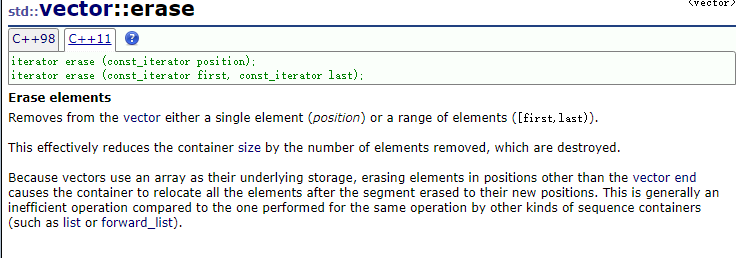 std::vector::erase
<vector>
C++98 C++11 ?
iterator erase (const_iterator position);
iterator erase (const_iterator first, const_iterator last);
Erase elements
Removes from the vector either a single element (position) or a range of elements ([first,last)).
This effectively reduces the container size by the number of elements removed, which are destroyed.
Because vectors use an array as their underlying storage, erasing elements in positions other than the vector end
causes the container to relocate all the elements after the segment erased to their new positions. This is generally an
inefficient operation compared to the one performed for the same operation by other kinds of sequence containers
(such as list or forward_list).